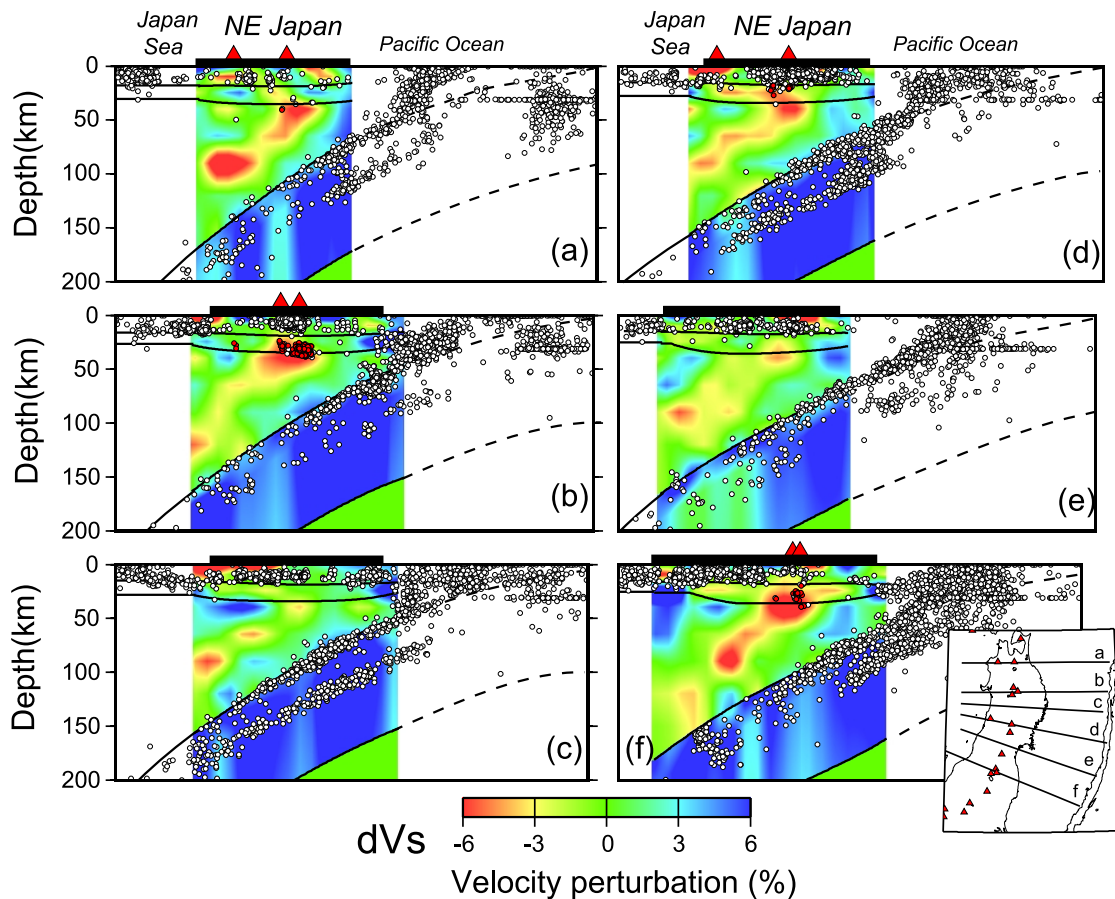 Japan
Sea
NE Japan
Pacific Ocean
Japan
Sea
NE Japan
Pacific Ocean
Depth(km)
0
50
100
150
200
(a)
(d)
Depth(km)
0
50
100
150
200
(b)
(e)
Depth(km)
0
50
100
150
200
(c)
(f)
a
b
c
d
e
f
dVs
-6 -3 0 3 6
Velocity perturbation (%)